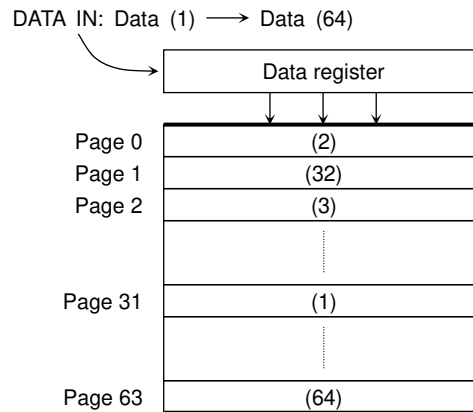 DATA IN: Data (1) ⟶ Data (64)
Data register
Page 0 (2)
Page 1 (32)
Page 2 (3)
Page 31 (1)
Page 63 (64)